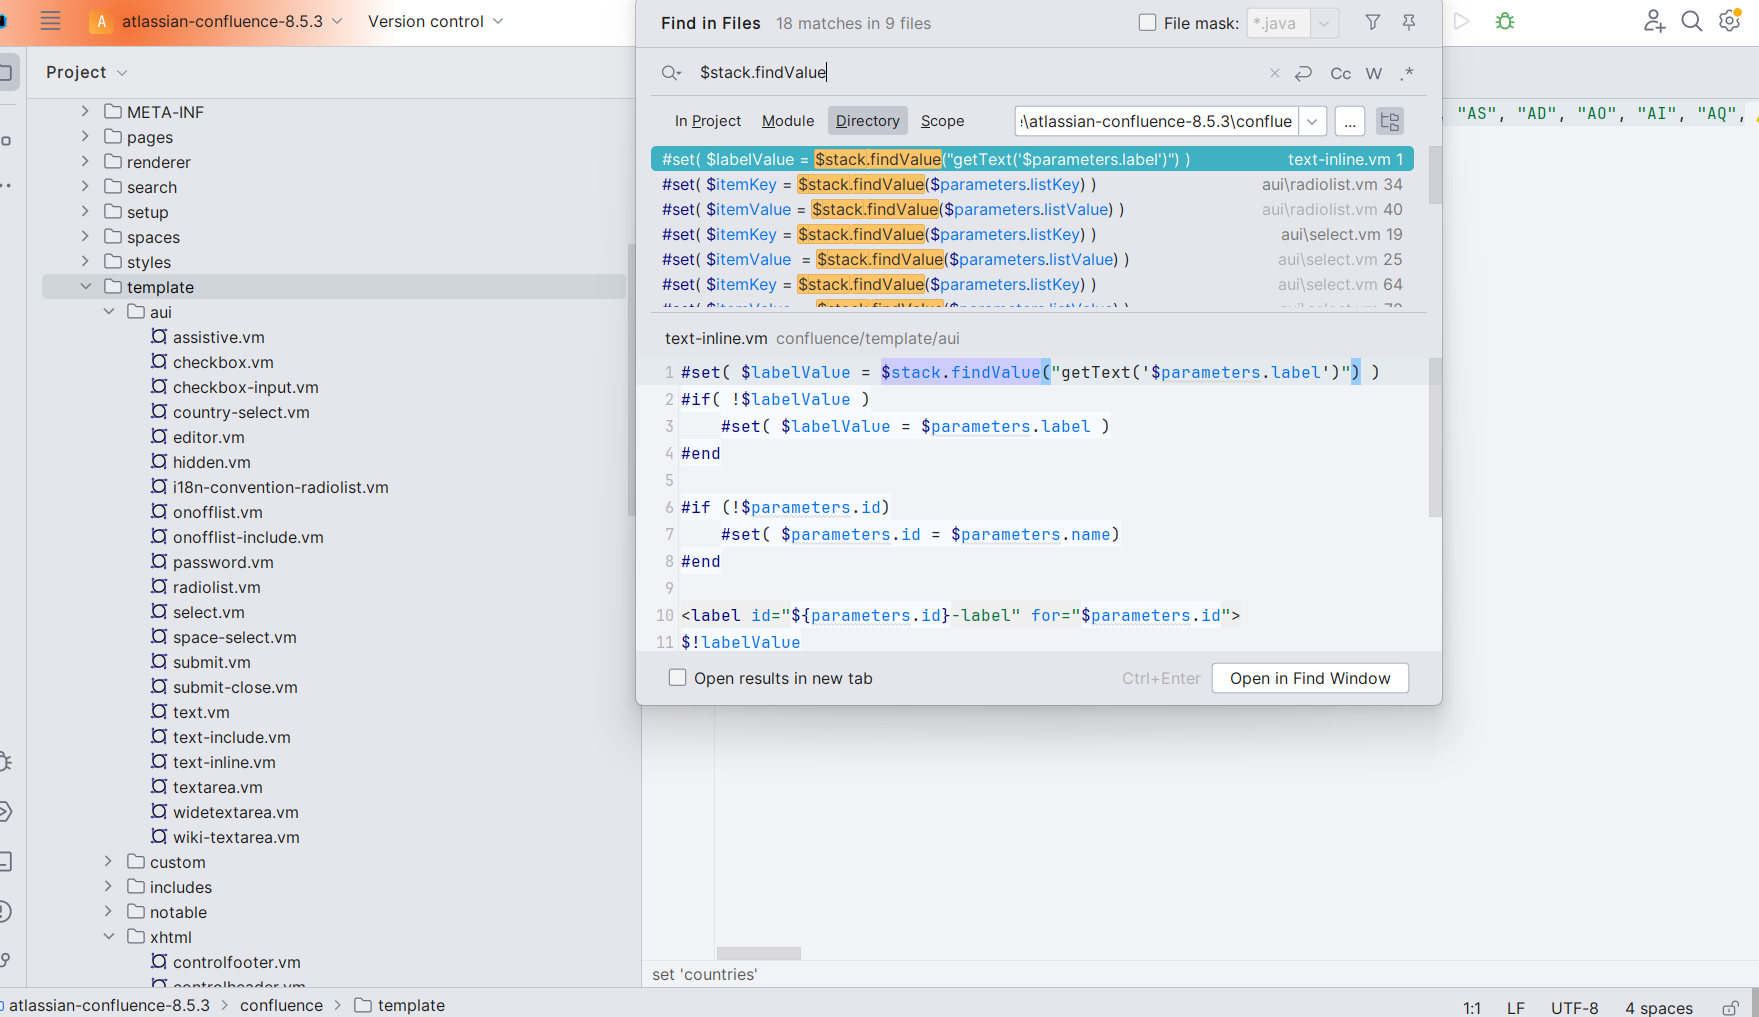 A atlassian-confluence-8.5.3 Version control
Project
META-INF
pages
renderer
search
setup
spaces
styles
template
aui
assistive.vm
checkbox.vm
checkbox-input.vm
country-select.vm
editor.vm
hidden.vm
i18n-convention-radiolist.vm
onofflist.vm
onofflist-include.vm
password.vm
radiolist.vm
select.vm
space-select.vm
submit.vm
submit-close.vm
text.vm
text-include.vm
text-inline.vm
textarea.vm
widetextarea.vm
wiki-textarea.vm
custom
includes
notable
xhtml
controlfooter.vm
controlheader.vm
Find in Files 18 matches in 9 files File mask: *.java
$stack.findValue Cc W .*
In Project Module Directory Scope :\atlassian-confluence-8.5.3\conflue ...
#set( $labelValue = $stack.findValue("getText('$parameters.label')") ) text-inline.vm 1
#set( $itemKey = $stack.findValue($parameters.listKey) ) aui\radiolist.vm 34
#set( $itemValue = $stack.findValue($parameters.listValue) ) aui\radiolist.vm 40
#set( $itemKey = $stack.findValue($parameters.listKey) ) aui\select.vm 19
#set( $itemValue  = $stack.findValue($parameters.listValue) ) aui\select.vm 25
#set( $itemKey = $stack.findValue($parameters.listKey) ) aui\select.vm 64
#set( $itemValue  = $stack.findValue($parameters.listValue) ) aui\select.vm 70
text-inline.vm confluence/template/aui
1 #set( $labelValue = $stack.findValue("getText('$parameters.label')") )
2 #if( !$labelValue )
3 #set( $labelValue = $parameters.label )
4 #end
5
6 #if (!$parameters.id)
7 #set( $parameters.id = $parameters.name)
8 #end
9
10 <label id="${parameters.id}-label" for="$parameters.id">
11 $!labelValue
Open results in new tab Ctrl+Enter Open in Find Window
, "AS", "AD", "AO", "AI", "AQ",
set 'countries'
atlassian-confluence-8.5.3 > confluence > template 1:1 LF UTF-8 4 spaces